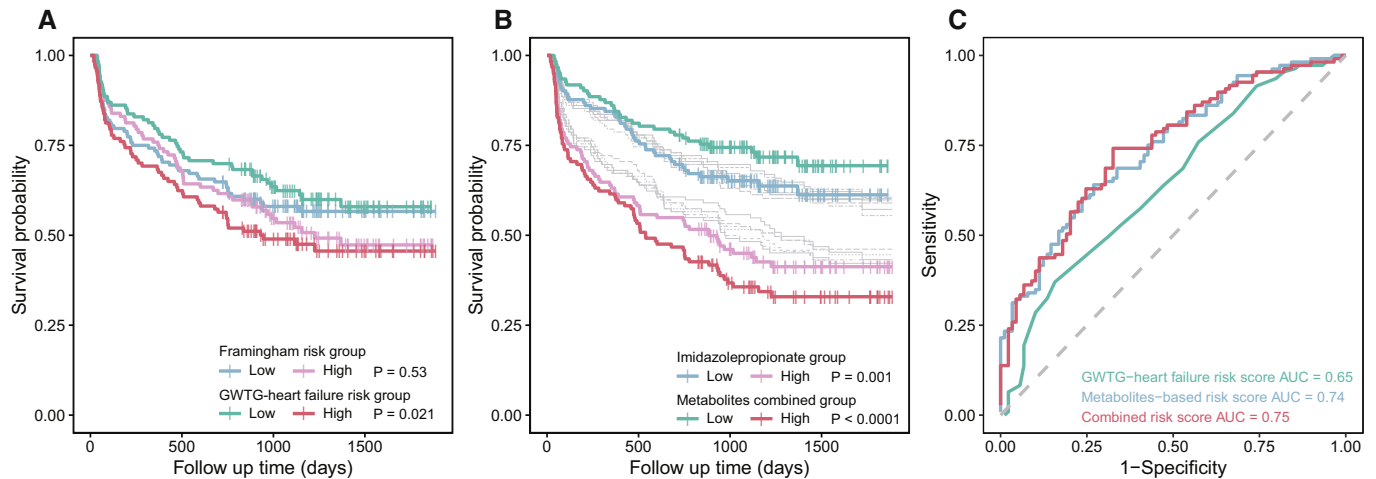 A
1.00
0.75
0.50
0.25
0.00
Survival probability
Framingham risk group
Low High P = 0.53
GWTG−heart failure risk group
Low High P = 0.021
0 500 1000 1500
Follow up time (days)
B
1.00
0.75
0.50
0.25
0.00
Survival probability
Imidazolepropionate group
Low High P = 0.001
Metabolites combined group
Low High P < 0.0001
0 500 1000 1500
Follow up time (days)
C
1.00
0.75
0.50
0.25
0.00
Sensitivity
GWTG−heart failure risk score AUC = 0.65
Metabolites−based risk score AUC = 0.74
Combined risk score AUC = 0.75
0.00 0.25 0.50 0.75 1.00
1−Specificity